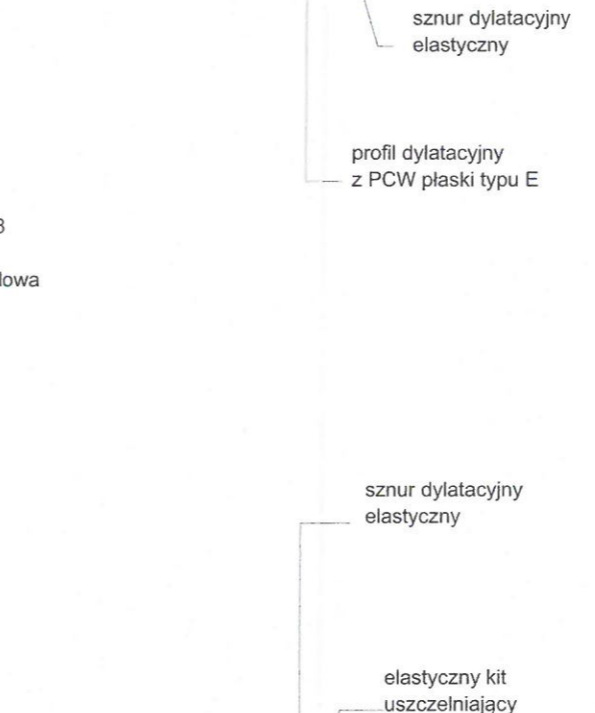 sznur dylatacyjny
elastyczny
profil dylatacyjny
z PCW płaski typu E
sznur dylatacyjny
elastyczny
elastyczny kit
uszczelniający